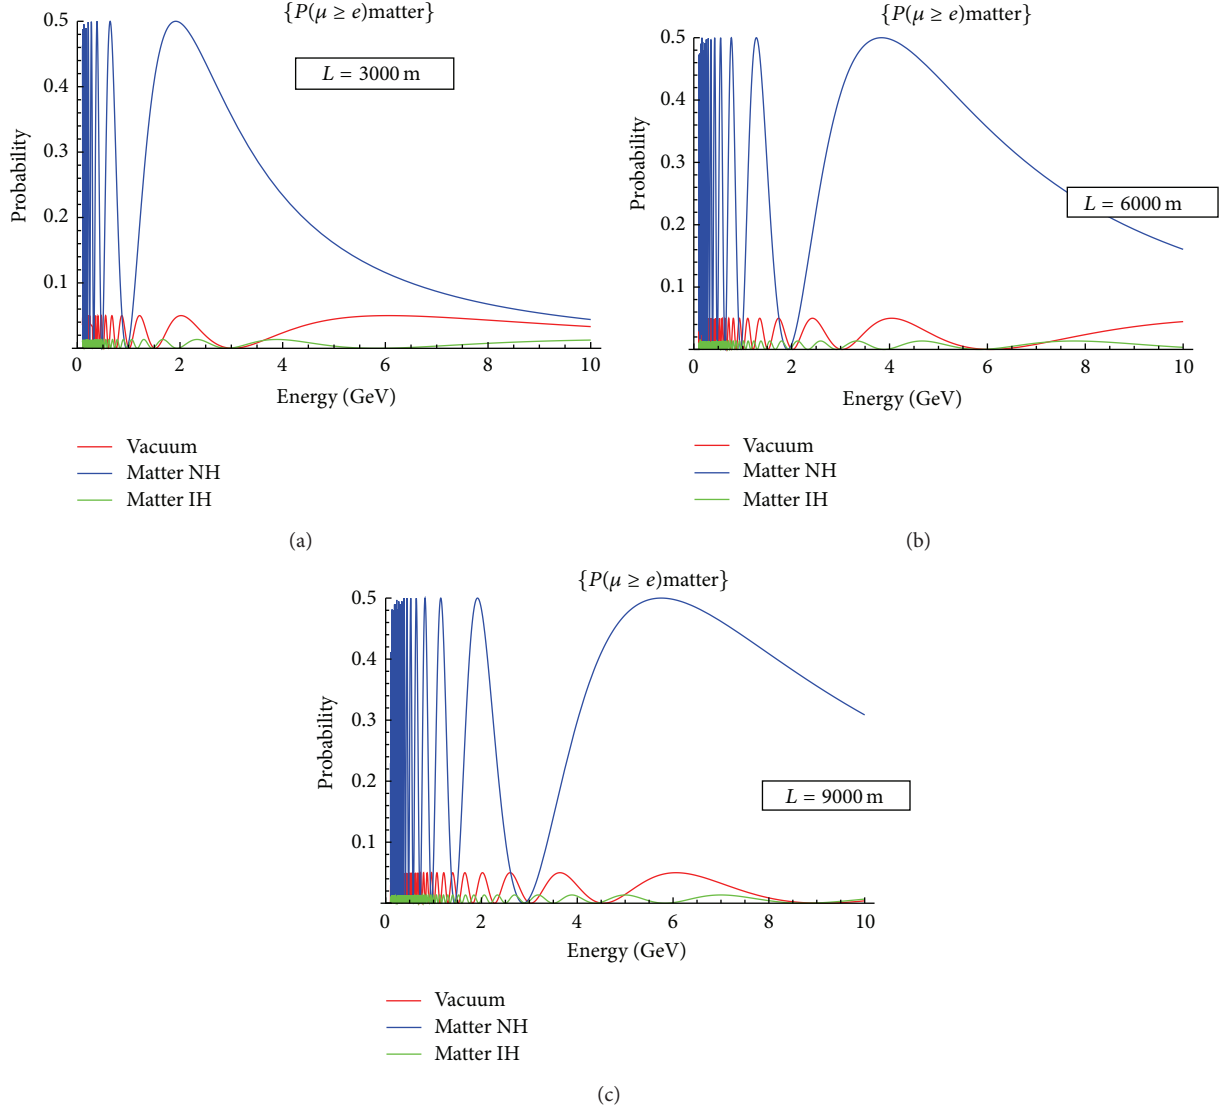 {P(μ ≥ e)matter}
L = 3000 m
Probability
0.5
0.4
0.3
0.2
0.1
0 2 4 6 8 10
Energy (GeV)
Vacuum
Matter NH
Matter IH
(a)
{P(μ ≥ e)matter}
L = 6000 m
Probability
0.5
0.4
0.3
0.2
0.1
0 2 4 6 8 10
Energy (GeV)
Vacuum
Matter NH
Matter IH
(b)
{P(μ ≥ e)matter}
L = 9000 m
Probability
0.5
0.4
0.3
0.2
0.1
0 2 4 6 8 10
Energy (GeV)
Vacuum
Matter NH
Matter IH
(c)